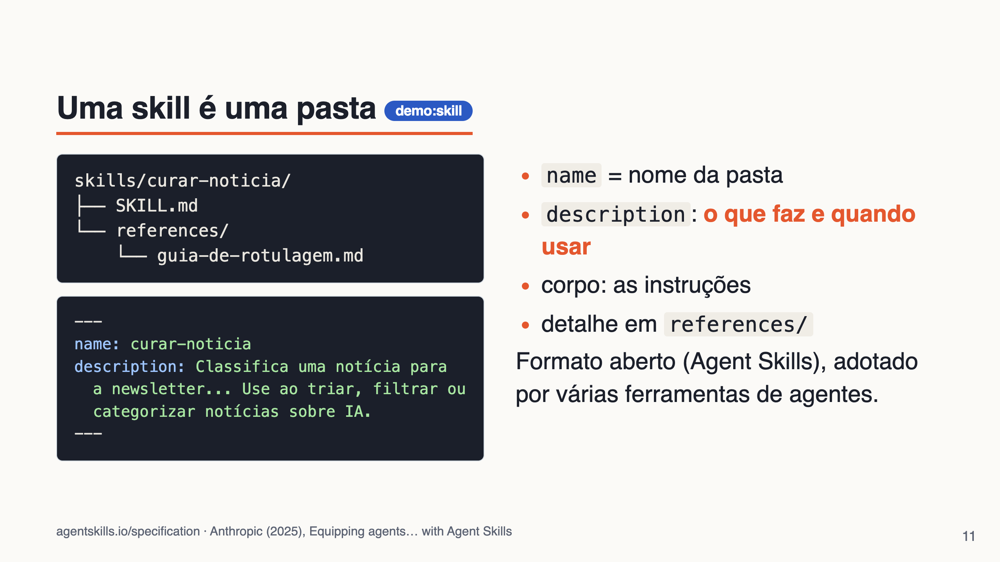 Uma skill é uma pasta demo:skill
skills/curar-noticia/
├── SKILL.md
└── references/
    └── guia-de-rotulagem.md
---
name: curar-noticia
description: Classifica uma notícia para
  a newsletter... Use ao triar, filtrar ou
  categorizar notícias sobre IA.
---
• name = nome da pasta
• description: o que faz e quando
usar
• corpo: as instruções
• detalhe em references/
Formato aberto (Agent Skills), adotado
por várias ferramentas de agentes.
agentskills.io/specification · Anthropic (2025), Equipping agents… with Agent Skills
11